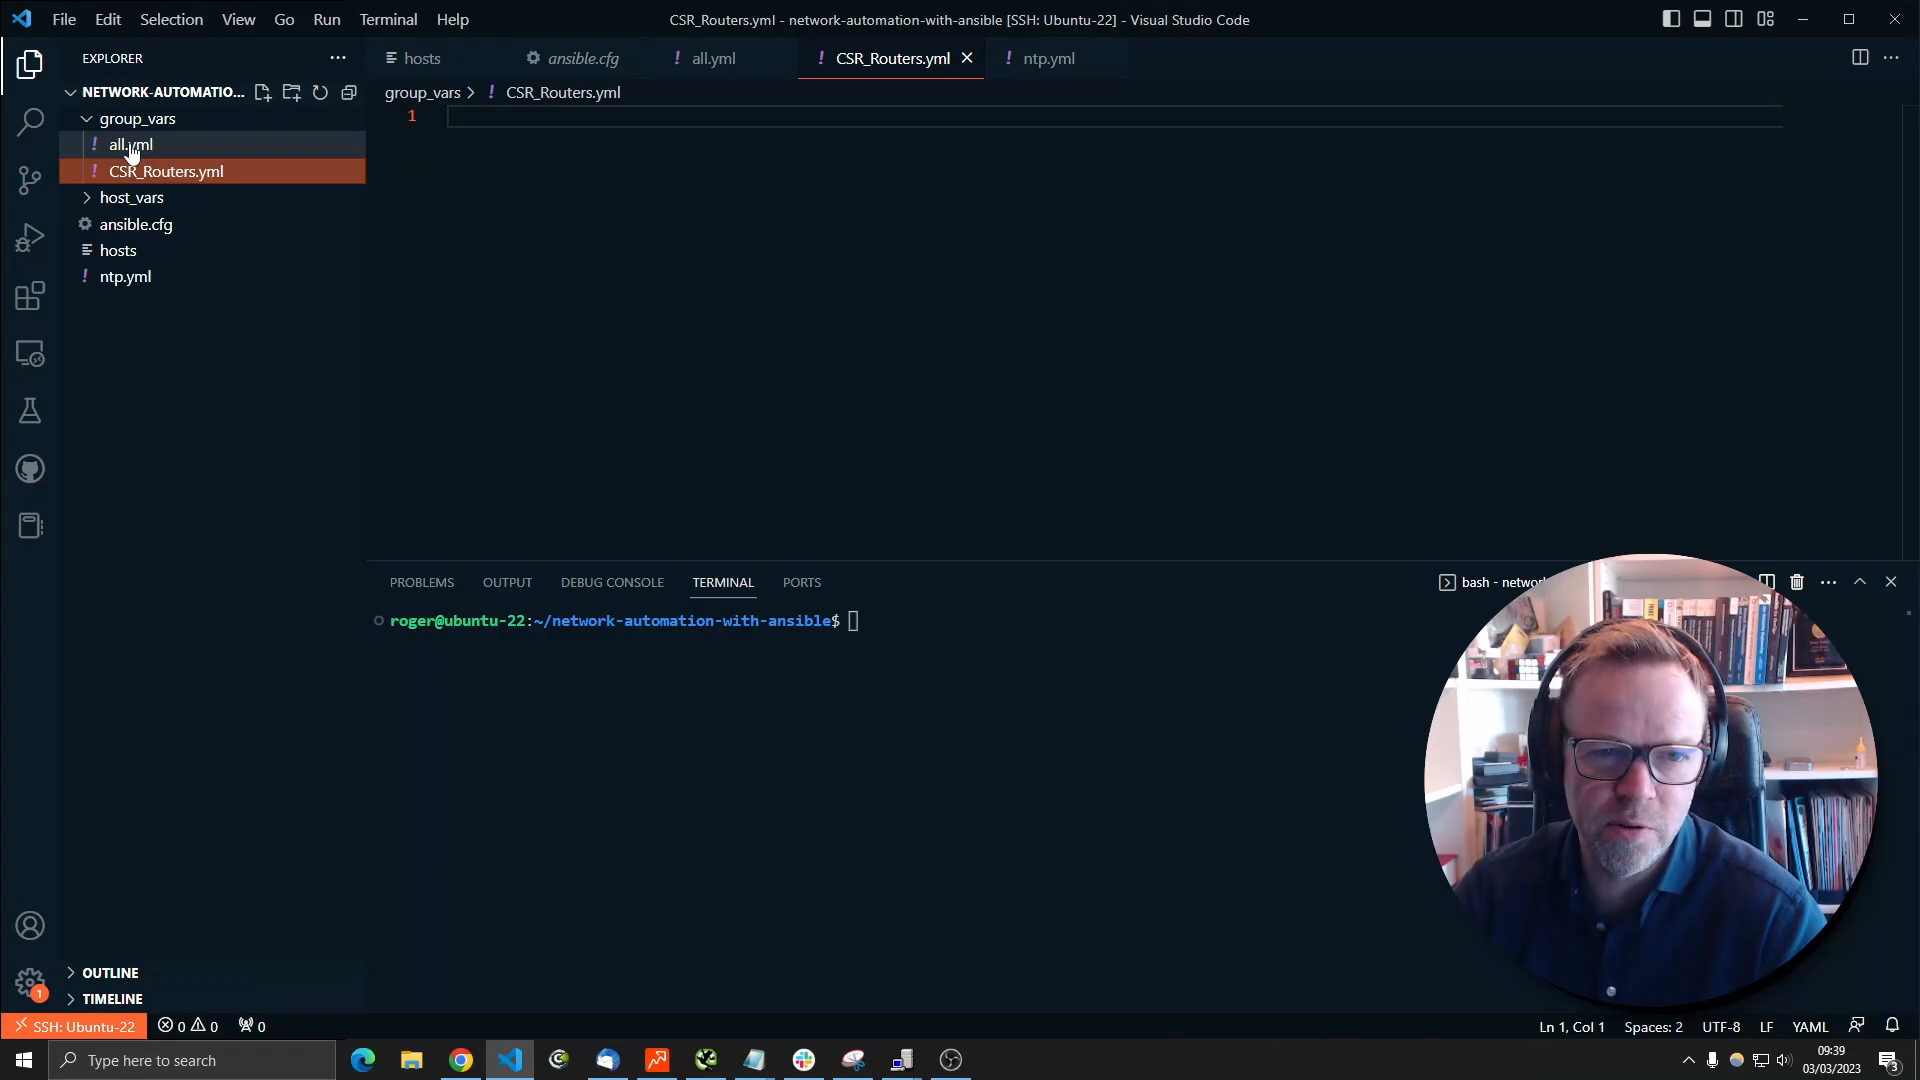 File Edit Selection View Go Run Terminal Help
CSR_Routers.yml - network-automation-with-ansible [SSH: Ubuntu-22] - Visual Studio Code
EXPLORER
hosts
ansible.cfg
! all.yml
! CSR_Routers.yml
! ntp.yml
NETWORK-AUTOMATIO...
group_vars > ! CSR_Routers.yml
1
group_vars
! all.yml
! CSR_Routers.yml
host_vars
ansible.cfg
hosts
! ntp.yml
PROBLEMS OUTPUT DEBUG CONSOLE TERMINAL PORTS
bash - netwo
roger@ubuntu-22:~/network-automation-with-ansible$
OUTLINE
TIMELINE
1
SSH: Ubuntu-22 0 0 0
Ln 1, Col 1 Spaces: 2 UTF-8 LF YAML
Type here to search
09:39
03/03/2023
3